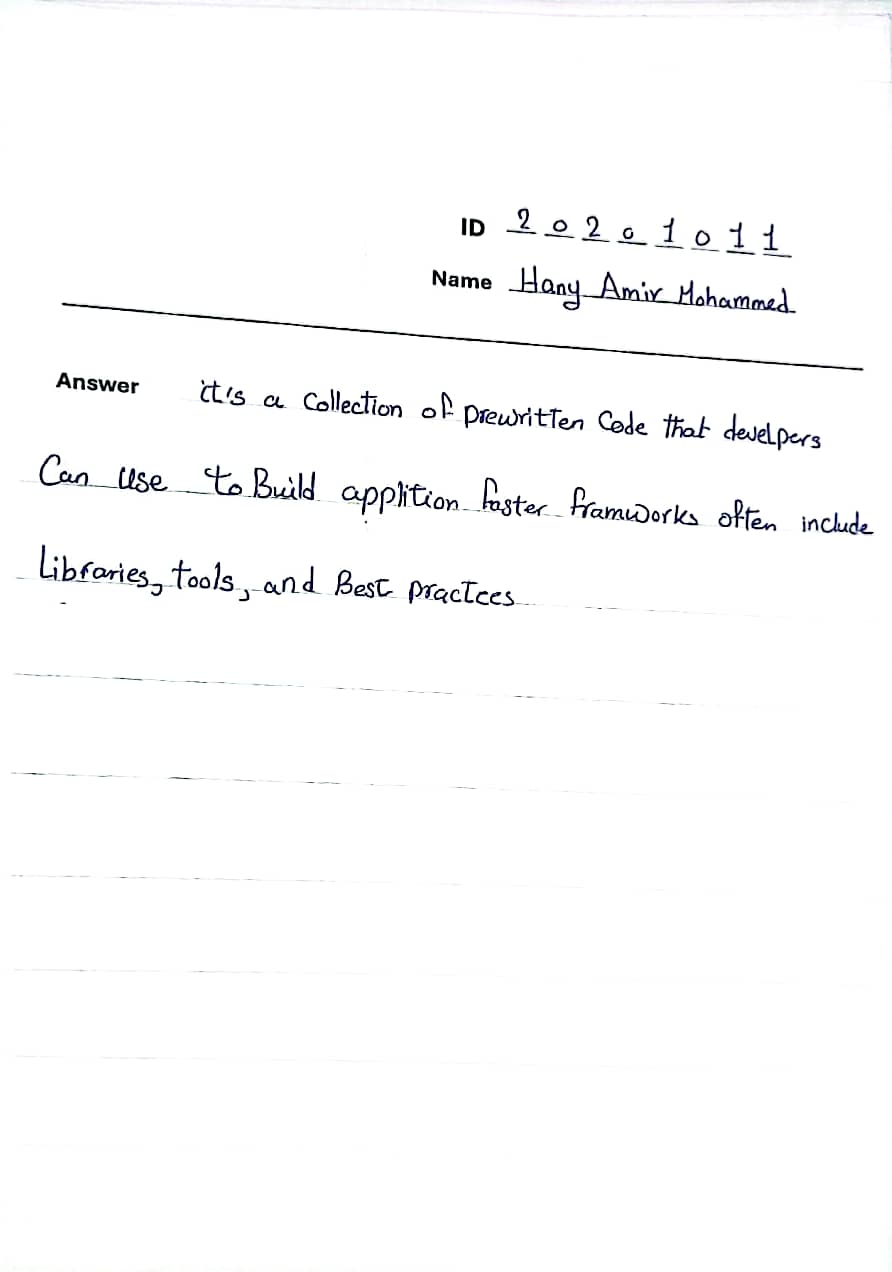 ID 20201011
Name Hany Amir Mohammed
Answer it's a Collection of prewritten Code that develpers
Can use to Build applition faster framworks often include
Libraries, tools, and Best practces